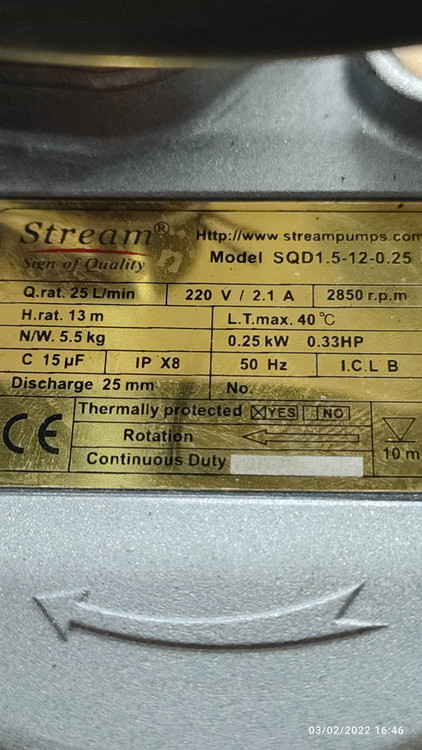 Stream®
Sign of Quality
Http://www.streampumps.com
Model SQD1.5-12-0.25
Q.rat. 25 L/min 220 V / 2.1 A 2850 r.p.m
H.rat. 13 m L.T.max. 40 °C
N/W. 5.5 kg 0.25 kW 0.33HP
C 15 µF IP X8 50 Hz I.C.L B
Discharge 25 mm No.
CE
Thermally protected YES NO
Rotation
Continuous Duty
10 m
03/02/2022 16:46